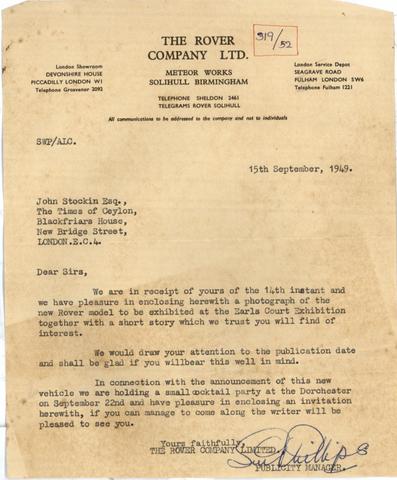 THE ROVER
COMPANY LTD.
319/52
METEOR WORKS
SOLIHULL BIRMINGHAM
London Showroom
DEVONSHIRE HOUSE
PICCADILLY LONDON W1
Telephone Grosvenor 3092
London Service Depot
SEAGRAVE ROAD
FULHAM LONDON SW6
Telephone Fulham 1221
TELEPHONE SHELDON 2461
TELEGRAMS ROVER SOLIHULL
All communications to be addressed to the company and not to individuals
SWP/ALC.
15th September, 1949.
John Stockin Esq.,
The Times of Ceylon,
Blackfriars House,
New Bridge Street,
LONDON.E.C.4.
Dear Sirs,
We are in receipt of yours of the 14th instant and
we have pleasure in enclosing herewith a photograph of the
new Rover model to be exhibited at the Earls Court Exhibition
together with a short story which we trust you will find of
interest.
We would draw your attention to the publication date
and shall be glad if you willbear this well in mind.
In connection with the announcement of this new
vehicle we are holding a small cocktail party at the Dorchester
on September 22nd and have pleasure in enclosing an invitation
herewith, if you can manage to come along the writer will be
pleased to see you.
Yours faithfully,
THE ROVER COMPANY LIMITED.
Phillips
PUBLICITY MANAGER.